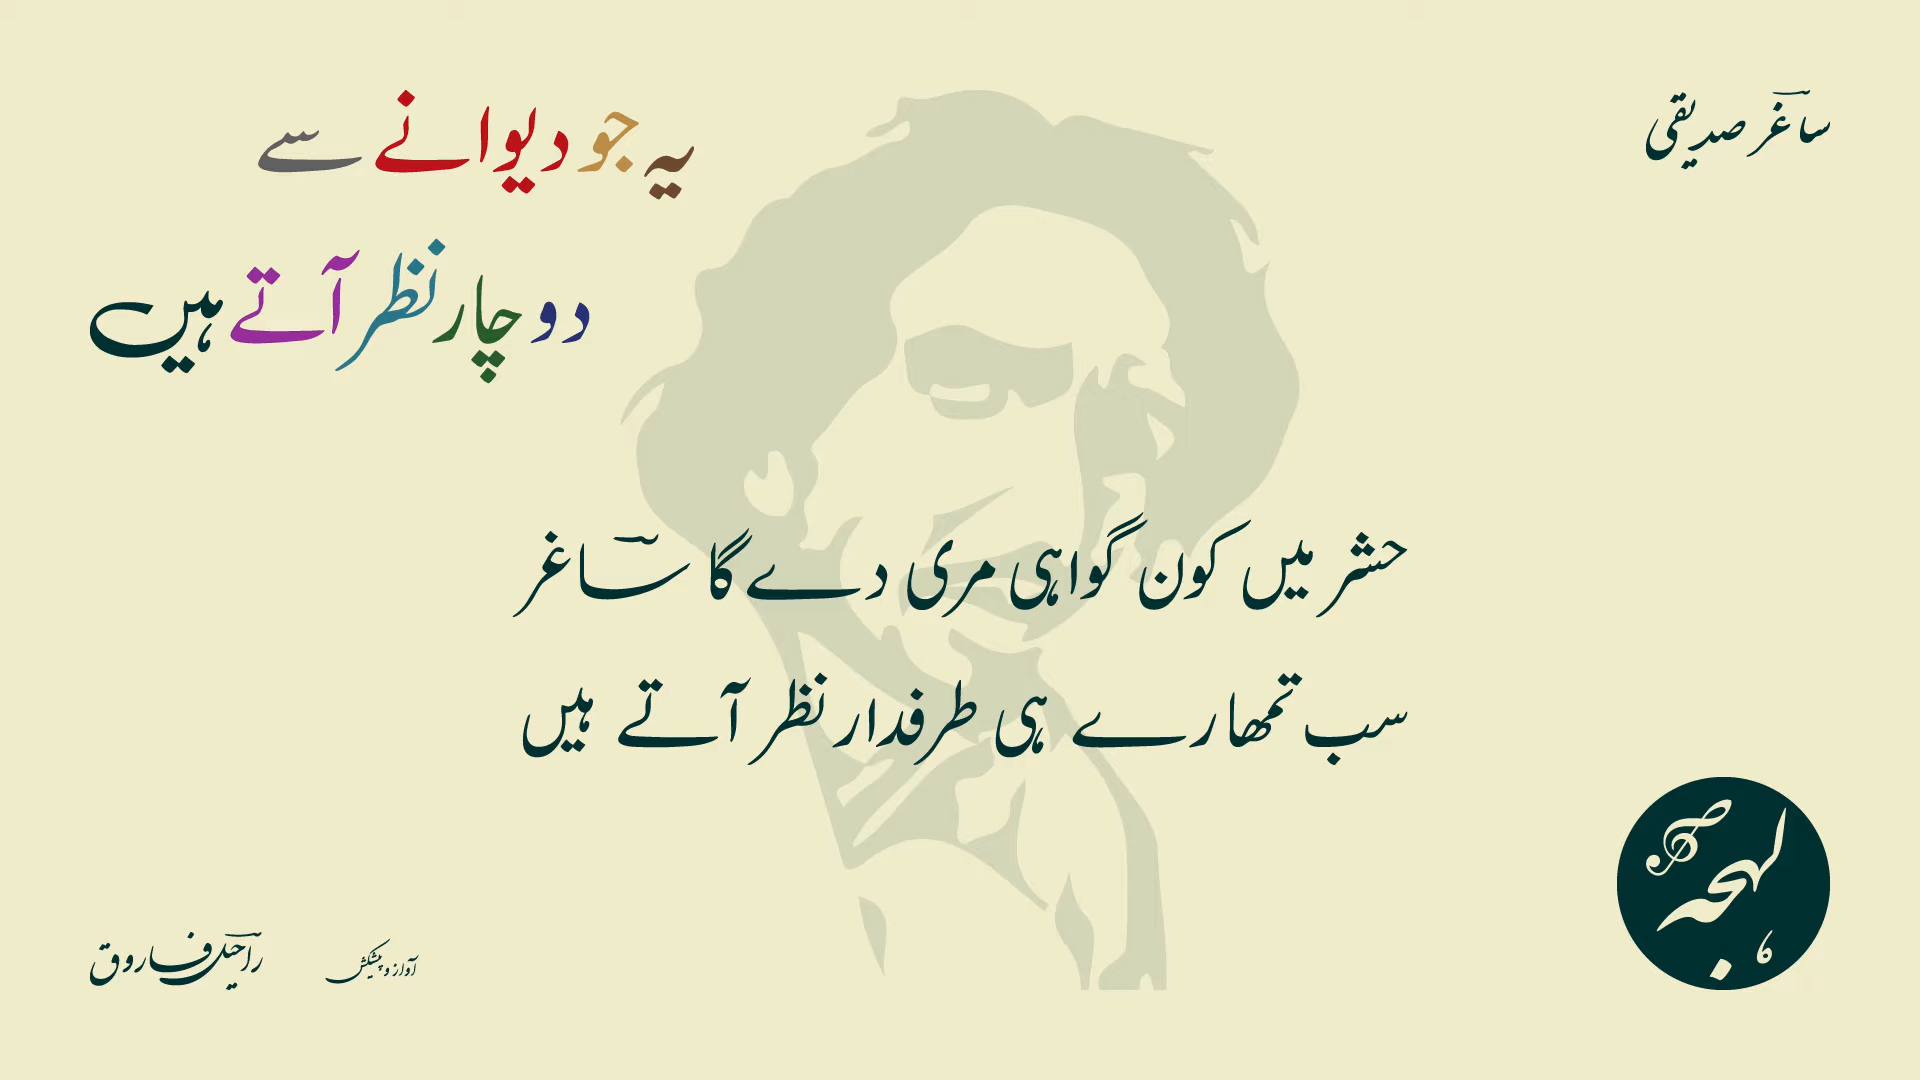 ساغرؔ صدیقی
یہ جو دیوانے سے
دو چار نظر آتے ہیں
حشر میں کون گواہی مری دے گا ساغرؔ
سب تمھارے ہی طرفدار نظر آتے ہیں
لہجہ
آواز و پیشکش
راحیلؔ فاروق